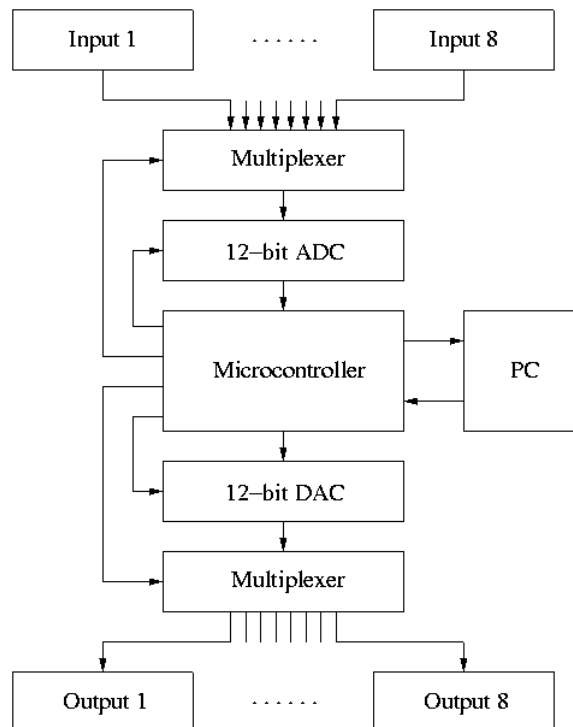 Input 1
. . . . . .
Input 8
Multiplexer
12-bit ADC
Microcontroller
PC
12-bit DAC
Multiplexer
Output 1
. . . . . .
Output 8